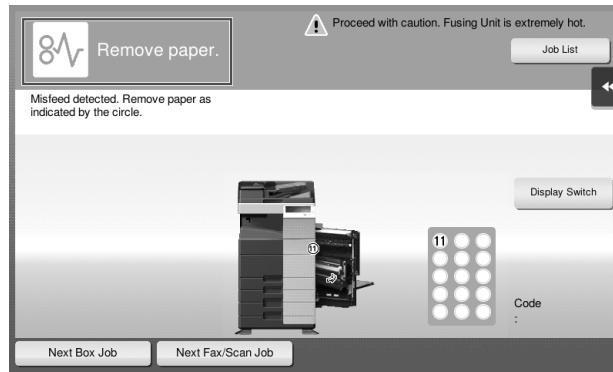 Proceed with caution. Fusing Unit is extremely hot.
Remove paper.
Job List
Misfeed detected. Remove paper as
indicated by the circle.
Display Switch
11
11
Code
:
Next Box Job
Next Fax/Scan Job